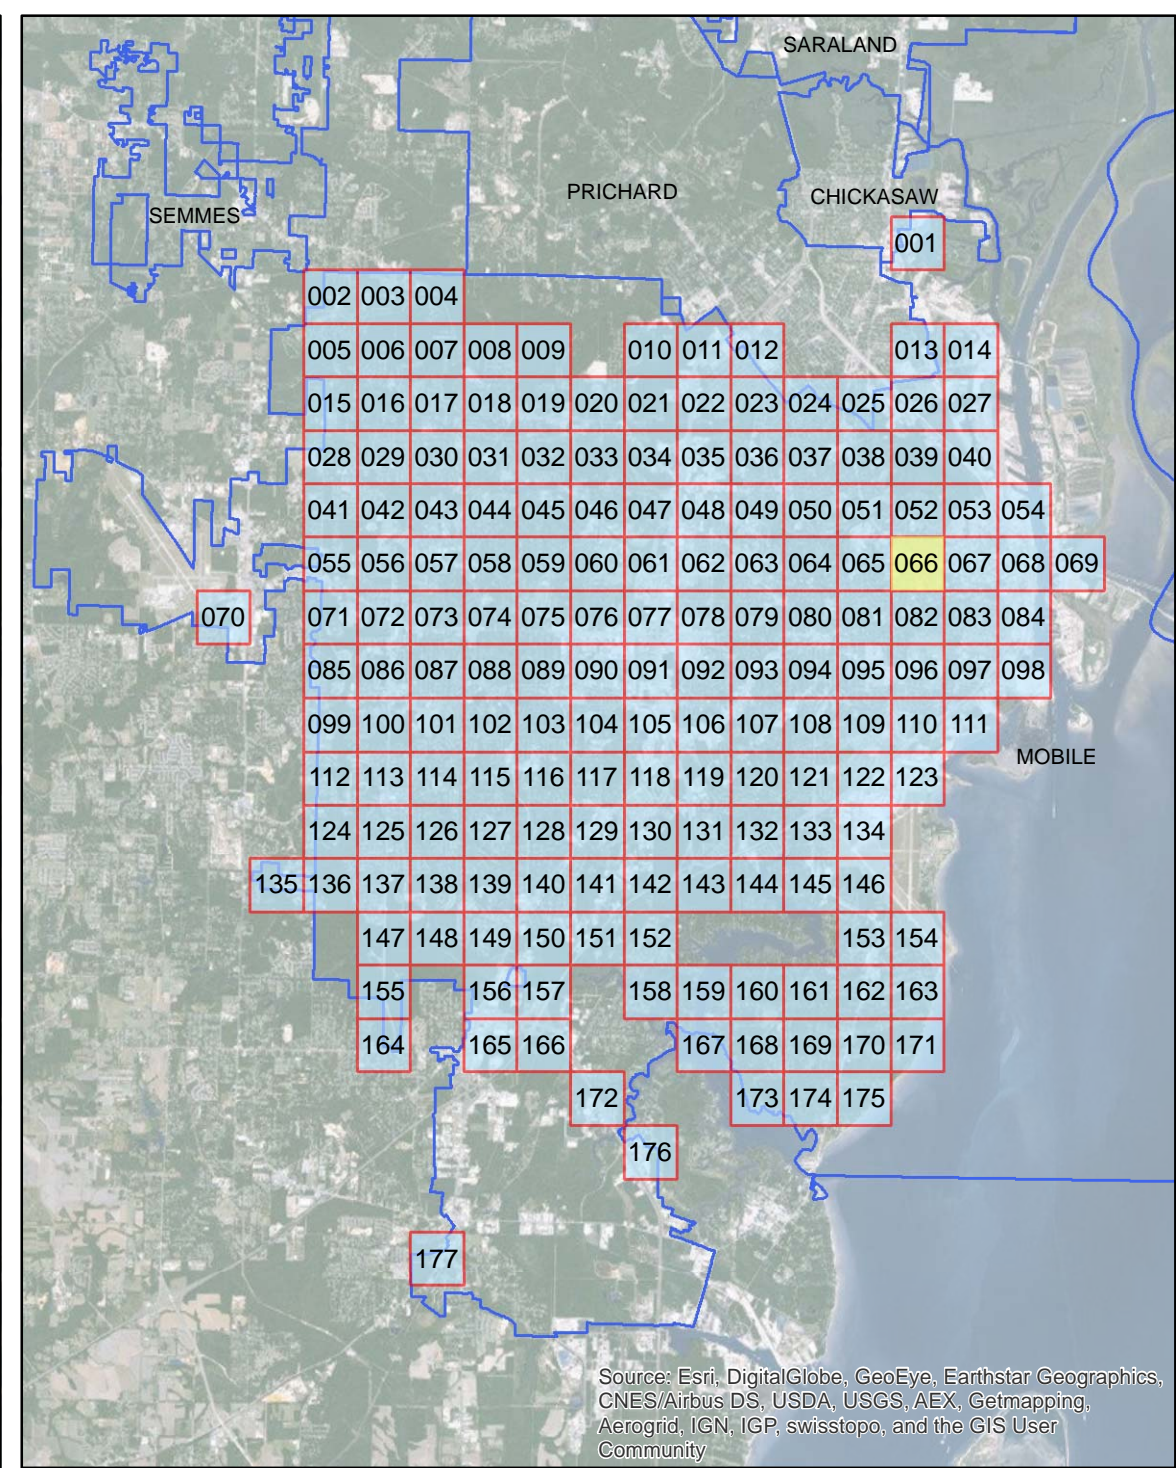 SARALAND
PRICHARD
CHICKASAW
SEMMES
001
002 003 004
005 006 007 008 009 010 011 012 013 014
015 016 017 018 019 020 021 022 023 024 025 026 027
028 029 030 031 032 033 034 035 036 037 038 039 040
041 042 043 044 045 046 047 048 049 050 051 052 053 054
055 056 057 058 059 060 061 062 063 064 065 066 067 068 069
070 071 072 073 074 075 076 077 078 079 080 081 082 083 084
085 086 087 088 089 090 091 092 093 094 095 096 097 098
099 100 101 102 103 104 105 106 107 108 109 110 111
MOBILE
112 113 114 115 116 117 118 119 120 121 122 123
124 125 126 127 128 129 130 131 132 133 134
135 136 137 138 139 140 141 142 143 144 145 146
147 148 149 150 151 152 153 154
155 156 157 158 159 160 161 162 163
164 165 166 167 168 169 170 171
172 173 174 175
176
177
Source: Esri, DigitalGlobe, GeoEye, Earthstar Geographics,
CNES/Airbus DS, USDA, USGS, AEX, Getmapping,
Aerogrid, IGN, IGP, swisstopo, and the GIS User
Community